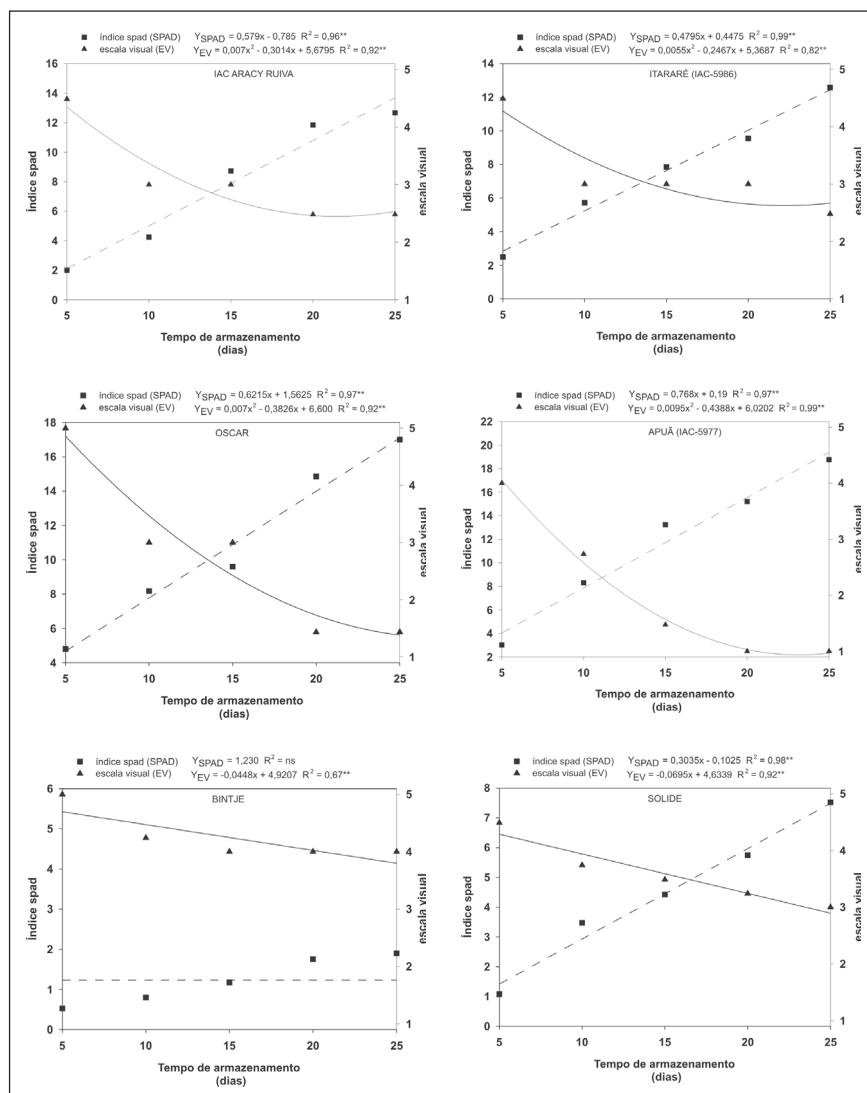 índice spad (SPAD) Y_SPAD = 0,579x - 0,785 R² = 0,96**
escala visual (EV) Y_EV = 0,007x² - 0,3014x + 5,6795 R² = 0,92**
IAC ARACY RUIVA
Índice spad
16
14
12
10
8
6
4
2
0
5
4
3
2
1
escala visual
5 10 15 20 25
Tempo de armazenamento
(dias)
índice spad (SPAD) Y_SPAD = 0,4795x + 0,4475 R² = 0,99**
escala visual (EV) Y_EV = 0,0055x² - 0,2467x + 5,3687 R² = 0,82**
ITARARÉ (IAC-5986)
Índice spad
14
12
10
8
6
4
2
0
5
4
3
2
1
escala visual
5 10 15 20 25
Tempo de armazenamento
(dias)
índice spad (SPAD) Y_SPAD = 0,6215x + 1,5625 R² = 0,97**
escala visual (EV) Y_EV = 0,007x² - 0,3826x + 6,600 R² = 0,92**
OSCAR
Índice spad
18
16
14
12
10
8
6
4
5
4
3
2
1
escala visual
5 10 15 20 25
Tempo de armazenamento
(dias)
índice spad (SPAD) Y_SPAD = 0,768x + 0,19 R² = 0,97**
escala visual (EV) Y_EV = 0,0095x² - 0,4388x + 6,0202 R² = 0,99**
APUÃ (IAC-5977)
Índice spad
22
20
18
16
14
12
10
8
6
4
2
5
4
3
2
1
escala visual
5 10 15 20 25
Tempo de armazenamento
(dias)
índice spad (SPAD) Y_SPAD = 1,230 R² = ns
escala visual (EV) Y_EV = -0,0448x + 4,9207 R² = 0,67**
BINTJE
Índice spad
6
5
4
3
2
1
0
5
4
3
2
1
escala visual
5 10 15 20 25
Tempo de armazenamento
(dias)
índice spad (SPAD) Y_SPAD = 0,3035x - 0,1025 R² = 0,98**
escala visual (EV) Y_EV = -0,0695x + 4,6339 R² = 0,92**
SOLIDE
Índice spad
8
7
6
5
4
3
2
1
0
5
4
3
2
1
escala visual
5 10 15 20 25
Tempo de armazenamento
(dias)